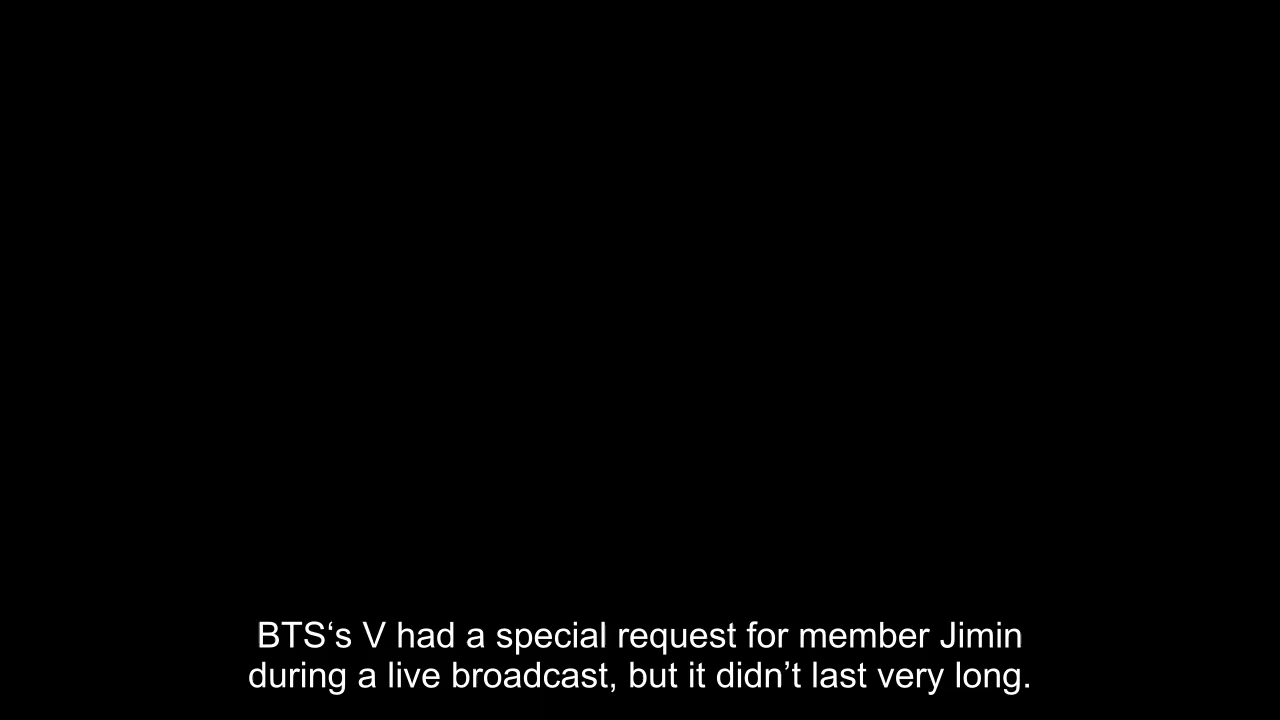 BTS‘s V had a special request for member Jimin
during a live broadcast, but it didn’t last very long.